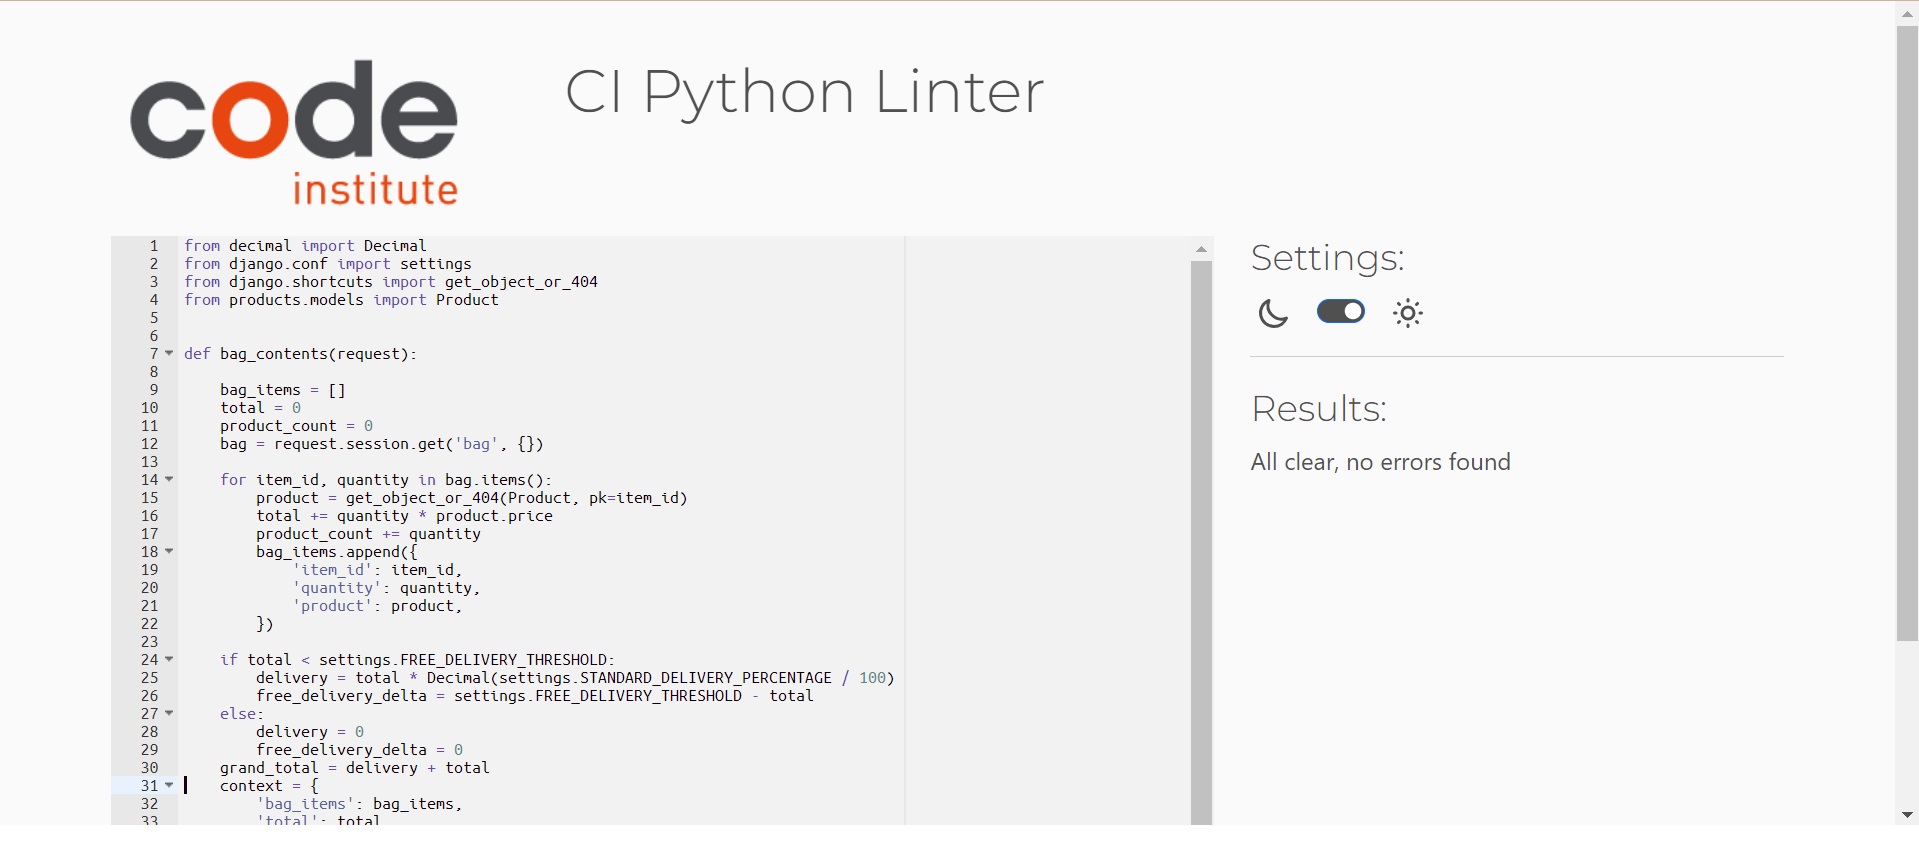 code
institute
CI Python Linter
1 from decimal import Decimal
2 from django.conf import settings
3 from django.shortcuts import get_object_or_404
4 from products.models import Product
5
6
7 def bag_contents(request):
8
9     bag_items = []
10     total = 0
11     product_count = 0
12     bag = request.session.get('bag', {})
13
14     for item_id, quantity in bag.items():
15         product = get_object_or_404(Product, pk=item_id)
16         total += quantity * product.price
17         product_count += quantity
18         bag_items.append({
19             'item_id': item_id,
20             'quantity': quantity,
21             'product': product,
22         })
23
24     if total < settings.FREE_DELIVERY_THRESHOLD:
25         delivery = total * Decimal(settings.STANDARD_DELIVERY_PERCENTAGE / 100)
26         free_delivery_delta = settings.FREE_DELIVERY_THRESHOLD - total
27     else:
28         delivery = 0
29         free_delivery_delta = 0
30     grand_total = delivery + total
31     context = {
32         'bag_items': bag_items,
33         'total': total
Settings:
Results:
All clear, no errors found